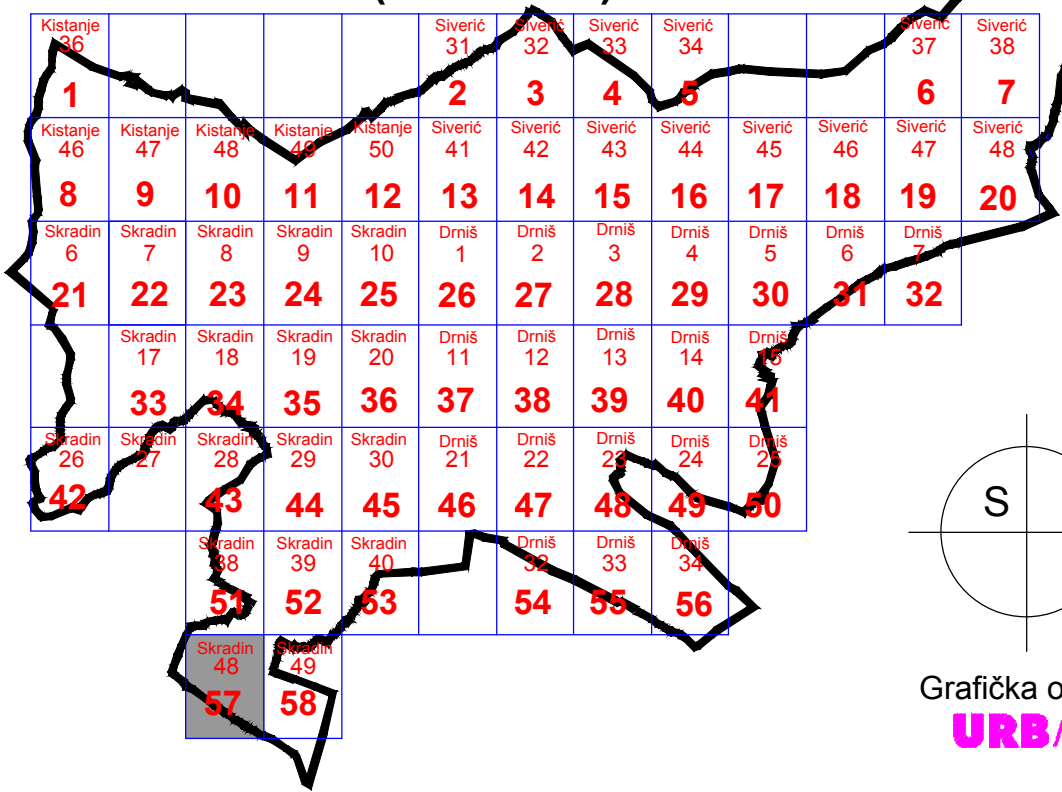 Kistanje Siverić Siverić Siverić Siverić Siverić Siverić
36 31 32 33 34 37 38
1 2 3 4 5 6 7
Kistanje Kistanje Kistanje Kistanje Kistanje Siverić Siverić Siverić Siverić Siverić Siverić Siverić Siverić
46 47 48 49 50 41 42 43 44 45 46 47 48
8 9 10 11 12 13 14 15 16 17 18 19 20
Skradin Skradin Skradin Skradin Skradin Drniš Drniš Drniš Drniš Drniš Drniš Drniš
6 7 8 9 10 1 2 3 4 5 6 7
21 22 23 24 25 26 27 28 29 30 31 32
Skradin Skradin Skradin Skradin Drniš Drniš Drniš Drniš Drniš
17 18 19 20 11 12 13 14 15
33 34 35 36 37 38 39 40 41
Skradin Skradin Skradin Skradin Skradin Drniš Drniš Drniš Drniš Drniš
26 27 28 29 30 21 22 23 24 25
42 43 44 45 46 47 48 49 50
Skradin Skradin Skradin Drniš Drniš Drniš
38 39 40 32 33 34
51 52 53 54 55 56
Skradin Skradin
48 49
57 58
S
Grafička o
URB